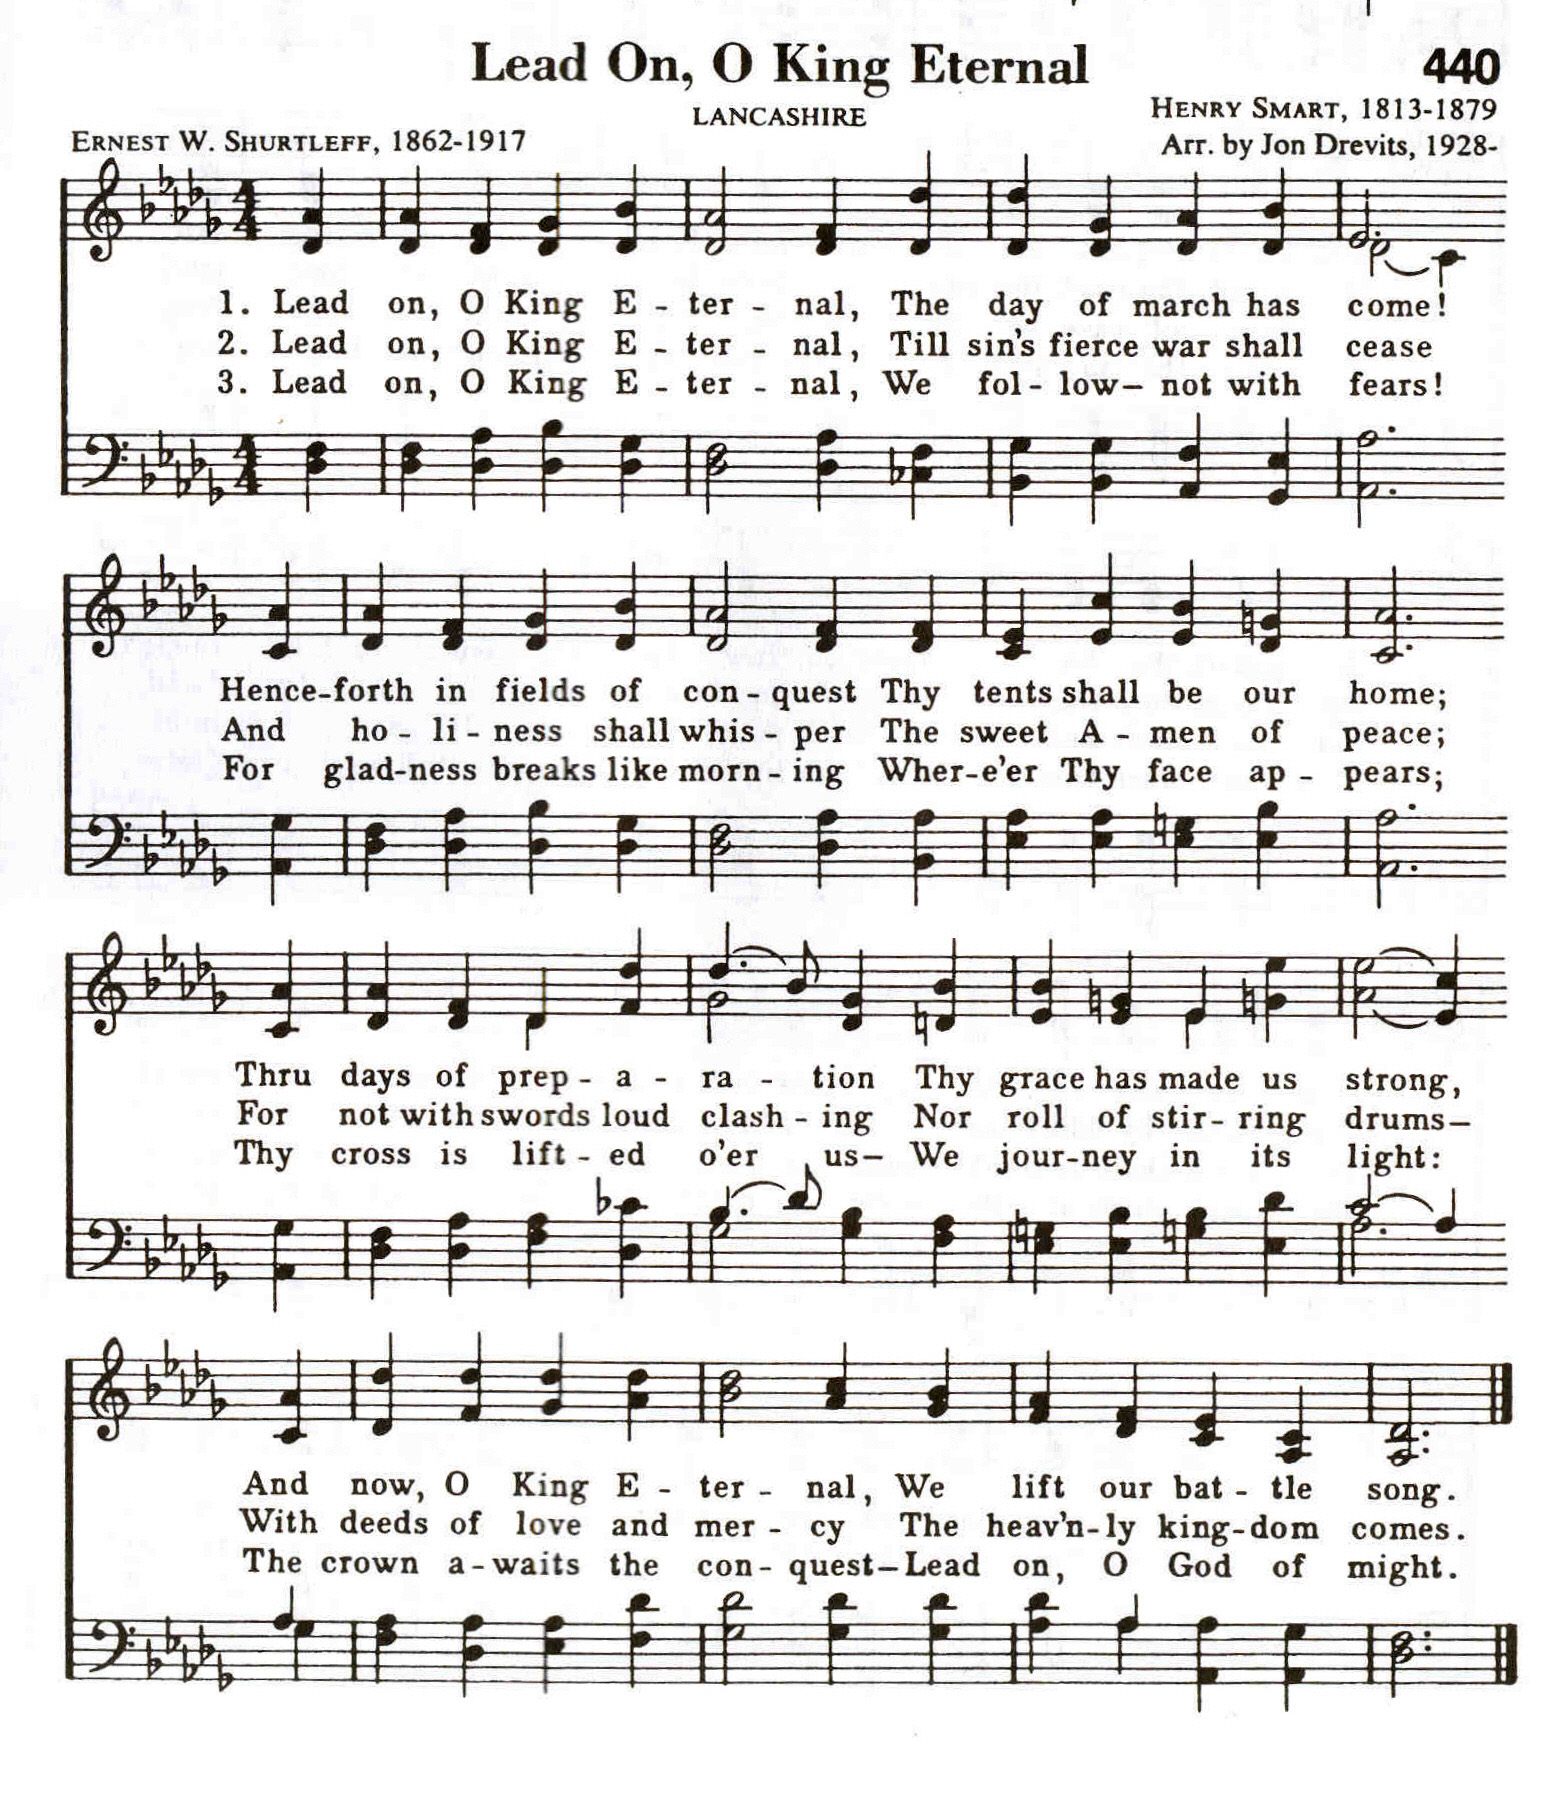 Lead On, O King Eternal 440
LANCASHIRE
HENRY SMART, 1813-1879
ERNEST W. SHURTLEFF, 1862-1917
Arr. by Jon Drevits, 1928-
1. Lead on, O King E - ter - nal, The day of march has come!
2. Lead on, O King E - ter - nal, Till sin's fierce war shall cease
3. Lead on, O King E - ter - nal, We fol - low— not with fears!
Hence-forth in fields of con - quest Thy tents shall be our home;
And ho - li - ness shall whis - per The sweet A - men of peace;
For glad-ness breaks like morn - ing Wher-e'er Thy face ap - pears;
Thru days of prep - a - ra - tion Thy grace has made us strong,
For not with swords loud clash - ing Nor roll of stir - ring drums—
Thy cross is lift - ed o'er us— We jour-ney in its light:
And now, O King E - ter - nal, We lift our bat - tle song.
With deeds of love and mer - cy The heav'n-ly king-dom comes.
The crown a-waits the con - quest—Lead on, O God of might.